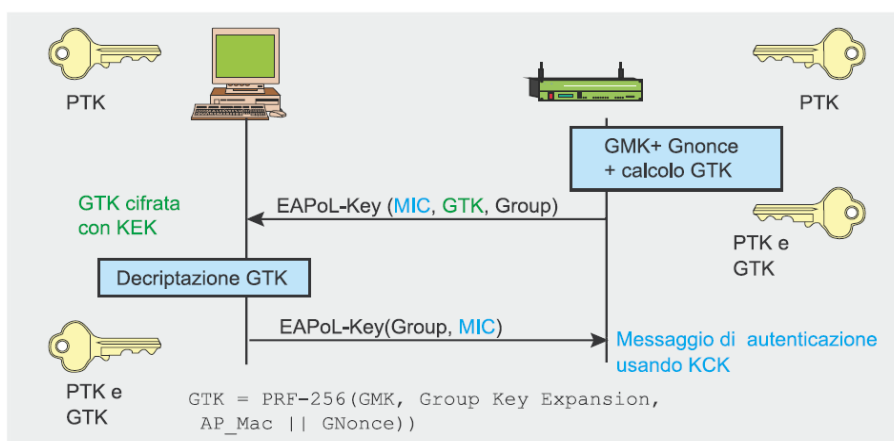 PTK
PTK
GMK+ Gnonce
+ calcolo GTK
GTK cifrata
con KEK
EAPoL-Key (MIC, GTK, Group)
PTK e
GTK
Decriptazione GTK
EAPoL-Key(Group, MIC)
Messaggio di autenticazione
usando KCK
PTK e
GTK
GTK = PRF-256(GMK, Group Key Expansion,
AP_Mac || GNonce))